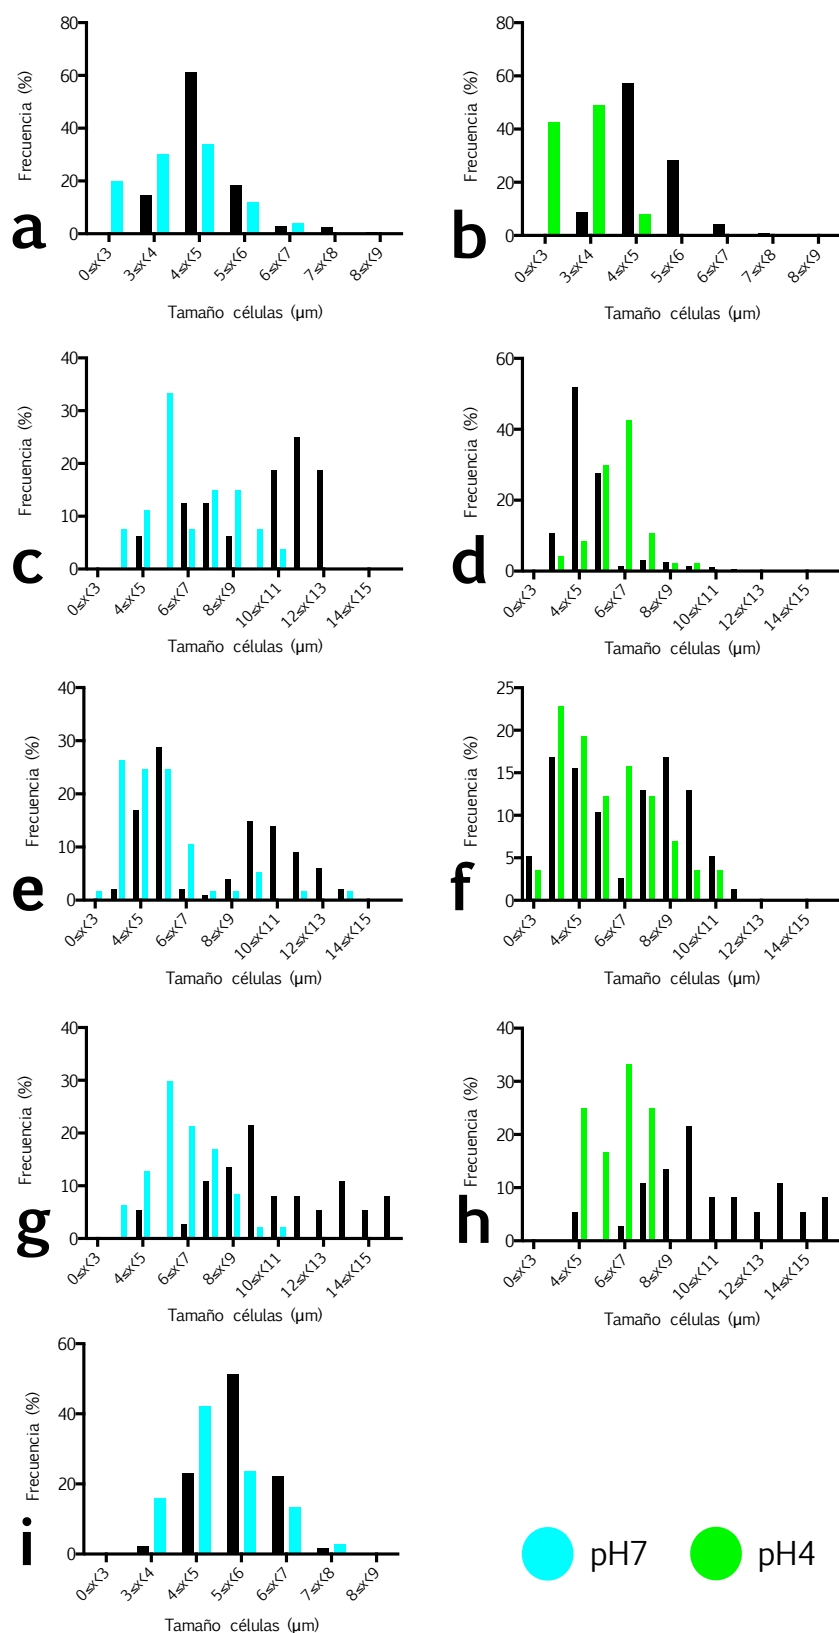 80
60
40
20
0
Frecuencia (%)
0≤x<3
3≤x<4
4≤x<5
5≤x<6
6≤x<7
7≤x<8
8≤x<9
Tamaño células (µm)
a
80
60
40
20
0
Frecuencia (%)
0≤x<3
3≤x<4
4≤x<5
5≤x<6
6≤x<7
7≤x<8
8≤x<9
Tamaño células (µm)
b
40
30
20
10
0
Frecuencia (%)
0≤x<3
4≤x<5
6≤x<7
8≤x<9
10≤x<11
12≤x<13
14≤x<15
Tamaño células (µm)
c
60
40
20
0
Frecuencia (%)
0≤x<3
4≤x<5
6≤x<7
8≤x<9
10≤x<11
12≤x<13
14≤x<15
Tamaño células (µm)
d
40
30
20
10
0
Frecuencia (%)
0≤x<3
4≤x<5
6≤x<7
8≤x<9
10≤x<11
12≤x<13
14≤x<15
Tamaño células (µm)
e
25
20
15
10
5
0
Frecuencia (%)
0≤x<3
4≤x<5
6≤x<7
8≤x<9
10≤x<11
12≤x<13
14≤x<15
Tamaño células (µm)
f
40
30
20
10
0
Frecuencia (%)
0≤x<3
4≤x<5
6≤x<7
8≤x<9
10≤x<11
12≤x<13
14≤x<15
Tamaño células (µm)
g
40
30
20
10
0
Frecuencia (%)
0≤x<3
4≤x<5
6≤x<7
8≤x<9
10≤x<11
12≤x<13
14≤x<15
Tamaño células (µm)
h
60
40
20
0
Frecuencia (%)
0≤x<3
3≤x<4
4≤x<5
5≤x<6
6≤x<7
7≤x<8
8≤x<9
Tamaño células (µm)
i
pH7
pH4